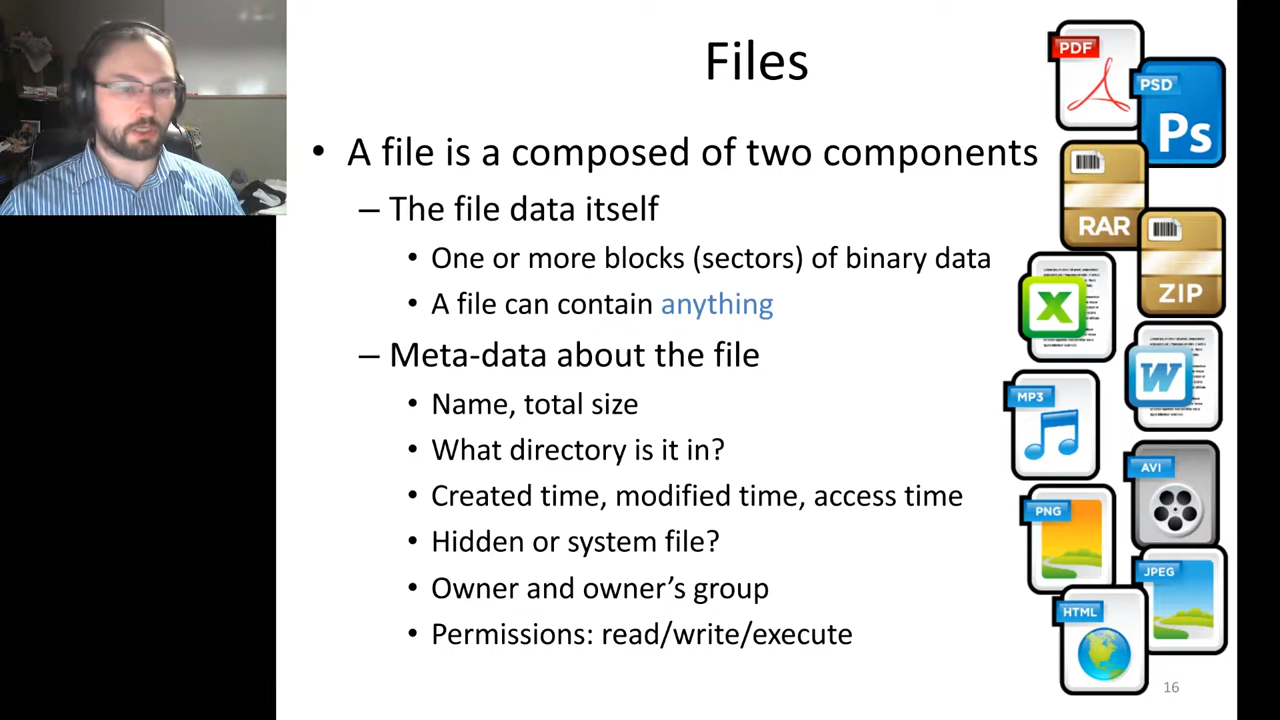 Files
• A file is a composed of two components
– The file data itself
• One or more blocks (sectors) of binary data
• A file can contain anything
– Meta-data about the file
• Name, total size
• What directory is it in?
• Created time, modified time, access time
• Hidden or system file?
• Owner and owner’s group
• Permissions: read/write/execute
PDF
PSD
Ps
RAR
ZIP
X
W
MP3
AVI
PNG
JPEG
HTML
16